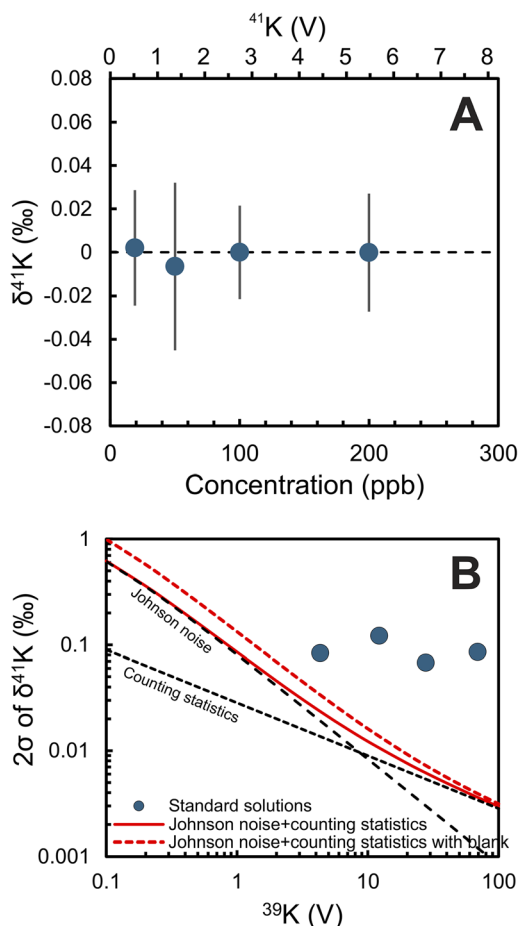 ⁴¹K (V)
0 1 2 3 4 5 6 7 8
A
0.08
0.06
0.04
0.02
0
-0.02
-0.04
-0.06
-0.08
δ⁴¹K (‰)
0 100 200 300
Concentration (ppb)
B
1
0.1
0.01
0.001
2σ of δ⁴¹K (‰)
Johnson noise
Counting statistics
Standard solutions
Johnson noise+counting statistics
Johnson noise+counting statistics with blank
0.1 1 10 100
³⁹K (V)